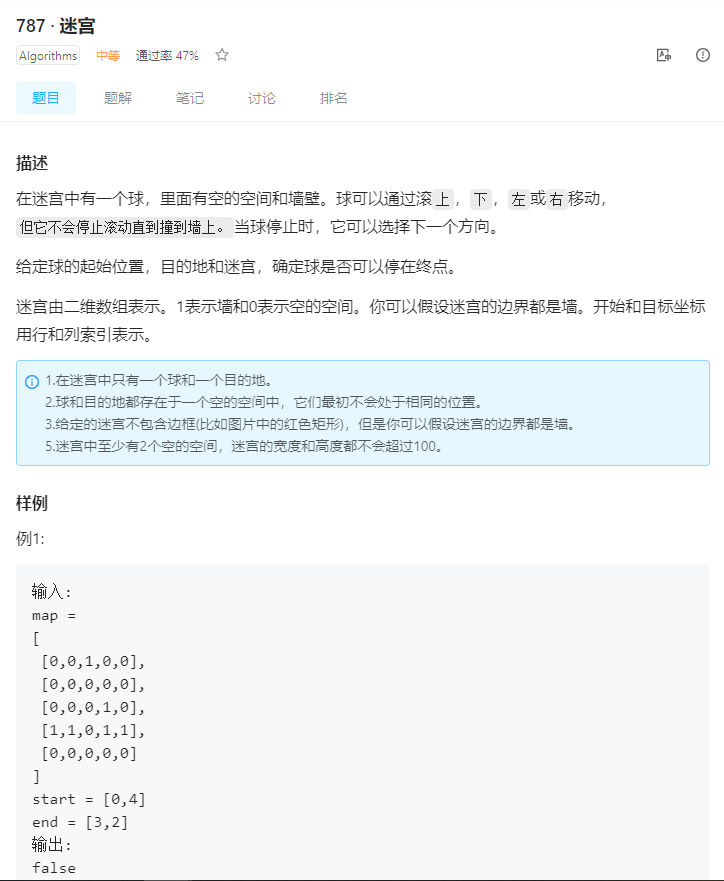 787 · 迷宫
Algorithms 中等 通过率 47%
题目 题解 笔记 讨论 排名
描述
在迷宫中有一个球，里面有空的空间和墙壁。球可以通过滚上，下，左或右移动，
但它不会停止滚动直到撞到墙上。当球停止时，它可以选择下一个方向。
给定球的起始位置，目的地和迷宫，确定球是否可以停在终点。
迷宫由二维数组表示。1表示墙和0表示空的空间。你可以假设迷宫的边界都是墙。开始和目标坐标
用行和列索引表示。
1.在迷宫中只有一个球和一个目的地。
2.球和目的地都存在于一个空的空间中，它们最初不会处于相同的位置。
3.给定的迷宫不包含边框(比如图片中的红色矩形)，但是你可以假设迷宫的边界都是墙。
5.迷宫中至少有2个空的空间，迷宫的宽度和高度都不会超过100。
样例
例1:
输入:
map =
[
[0,0,1,0,0],
[0,0,0,0,0],
[0,0,0,1,0],
[1,1,0,1,1],
[0,0,0,0,0]
]
start = [0,4]
end = [3,2]
输出:
false